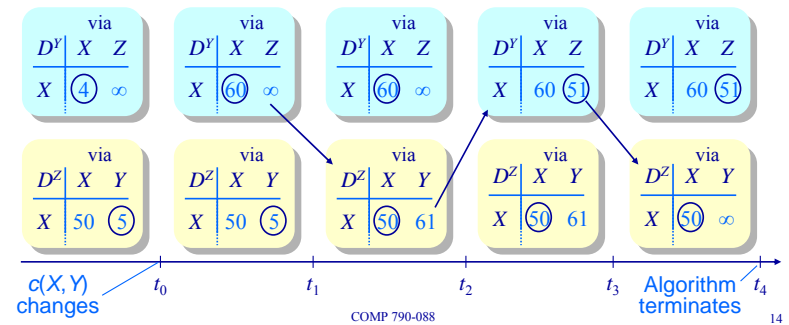 via via via via via
D^Y X Z D^Y X Z D^Y X Z D^Y X Z D^Y X Z
X 4 ∞ X 60 ∞ X 60 ∞ X 60 51 X 60 51
via via via via via
D^Z X Y D^Z X Y D^Z X Y D^Z X Y D^Z X Y
X 50 5 X 50 5 X 50 61 X 50 61 X 50 ∞
c(X,Y) t0 t1 t2 t3 Algorithm t4
changes terminates
COMP 790-088 14